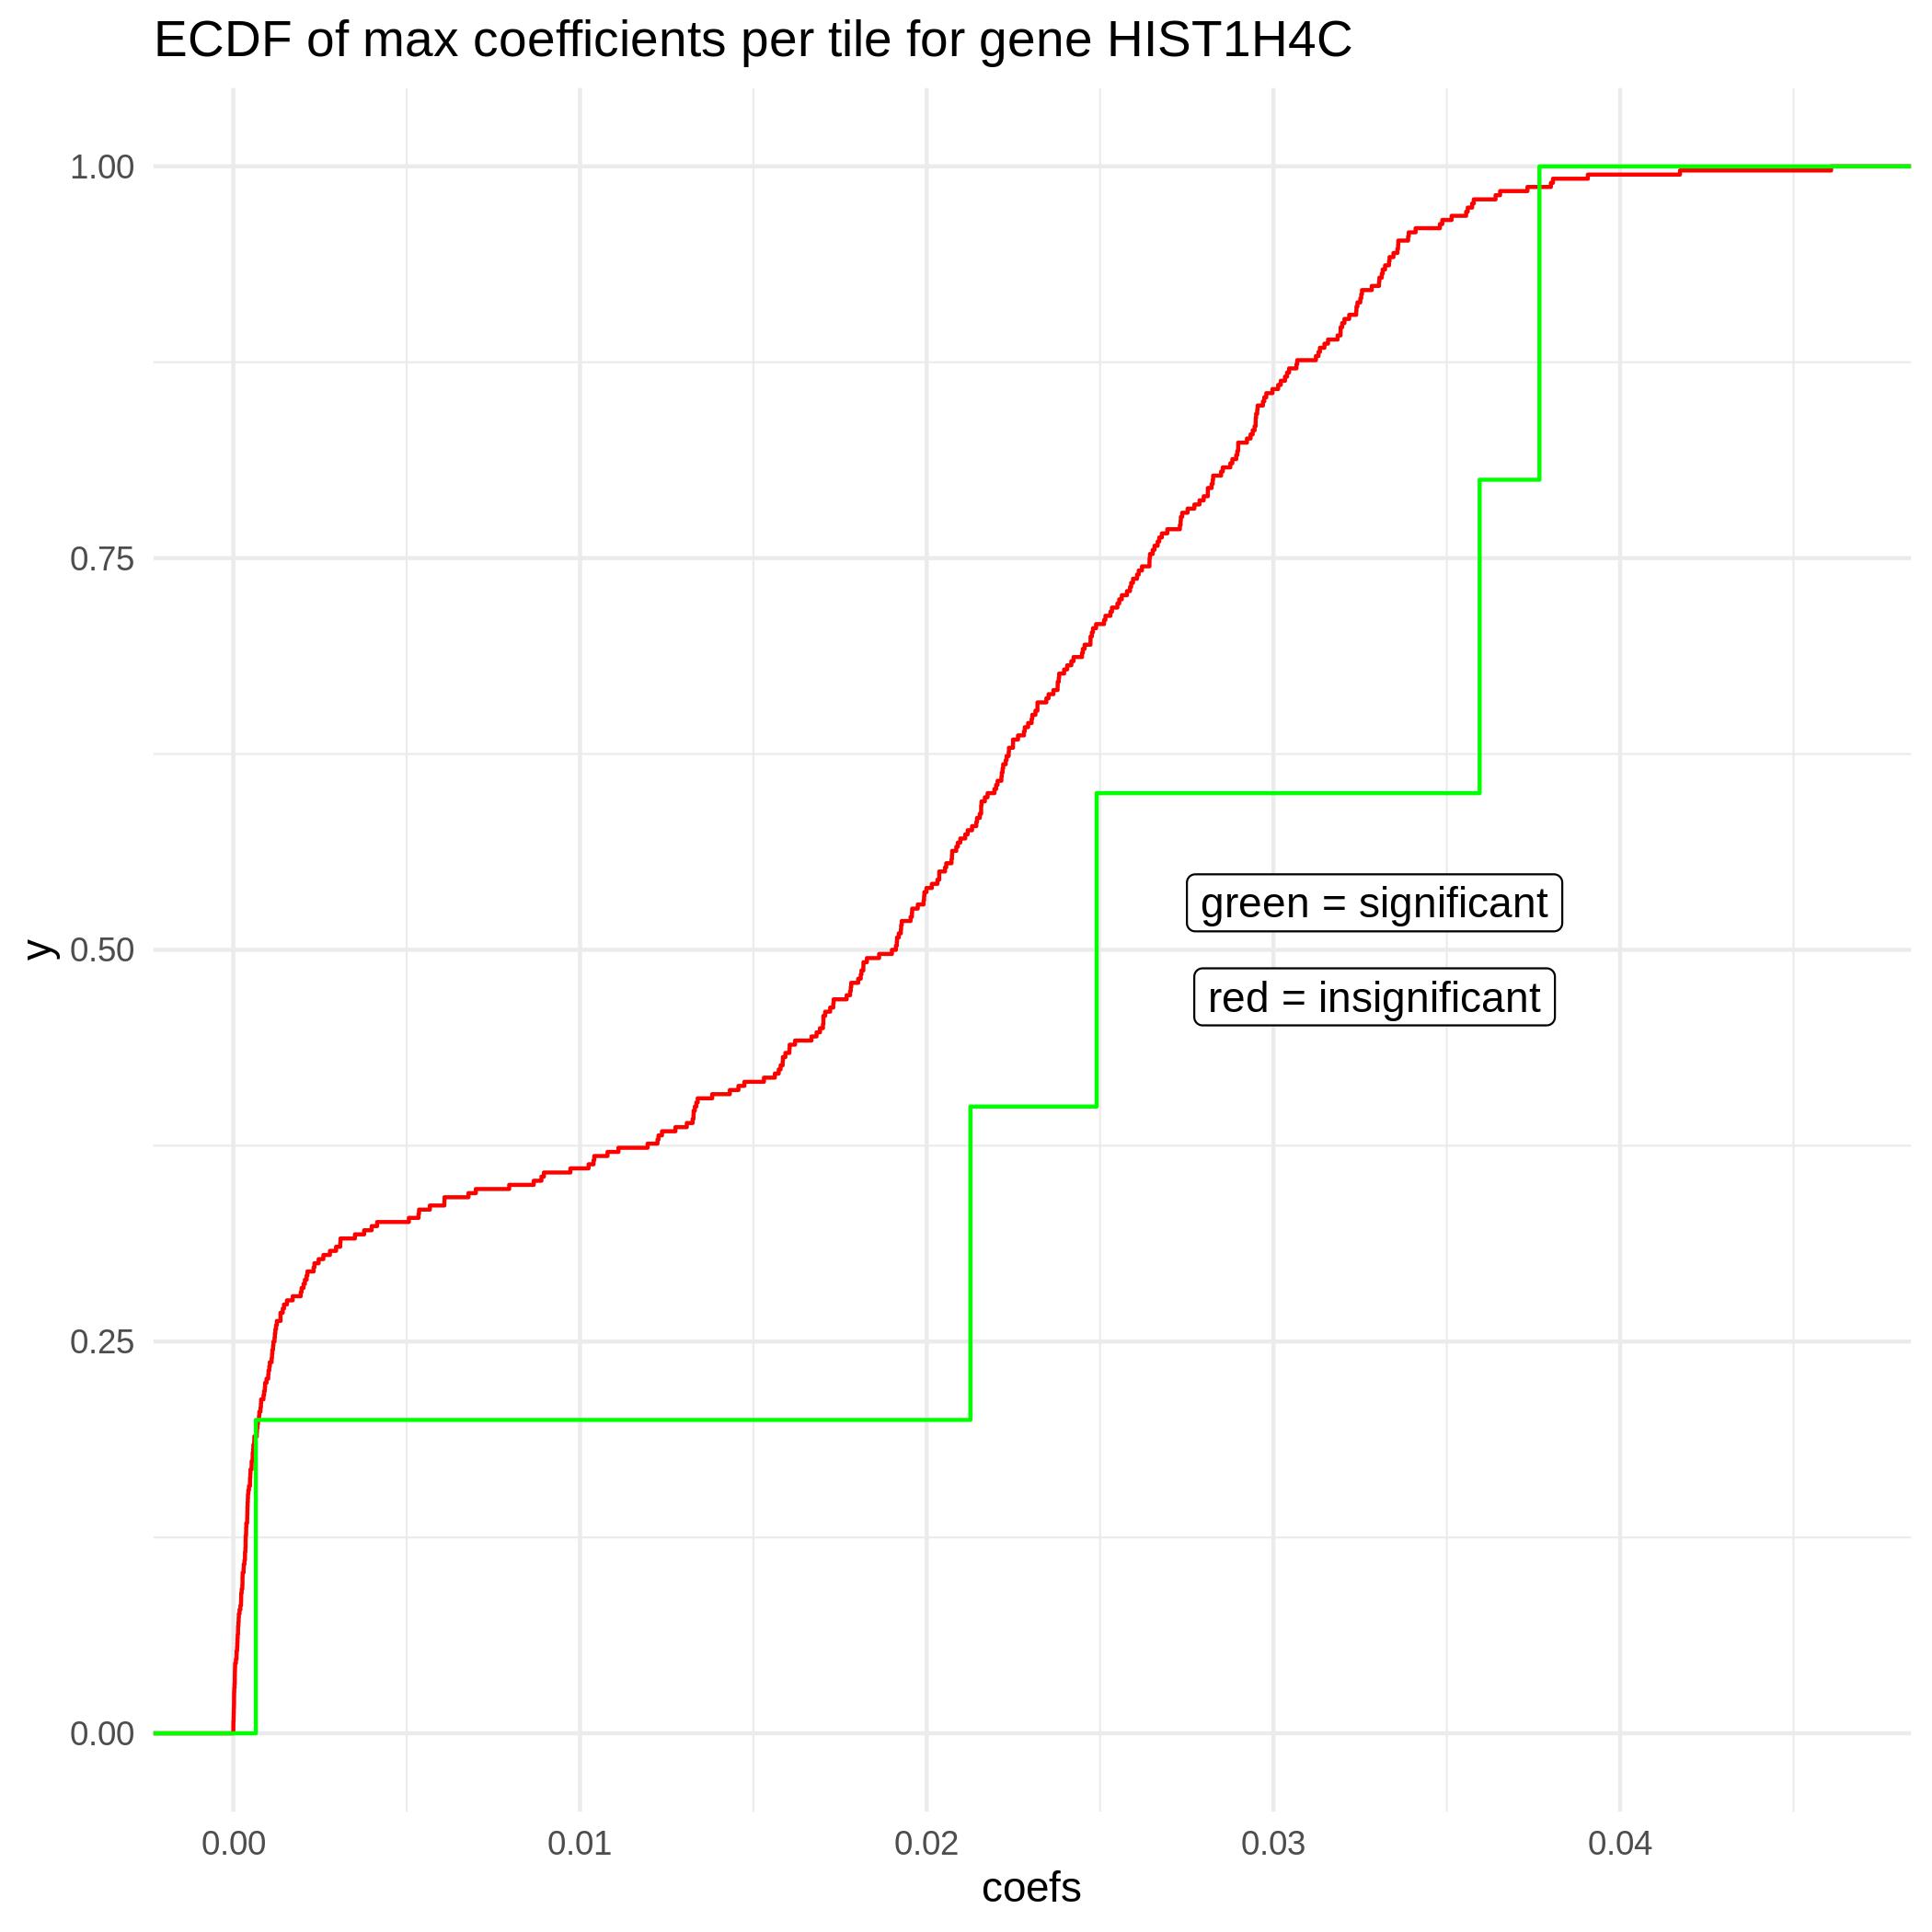 ECDF of max coefficients per tile for gene HIST1H4C
1.00
0.75
y
0.50
0.25
0.00
green = significant
red = insignificant
0.00 0.01 0.02 0.03 0.04
coefs